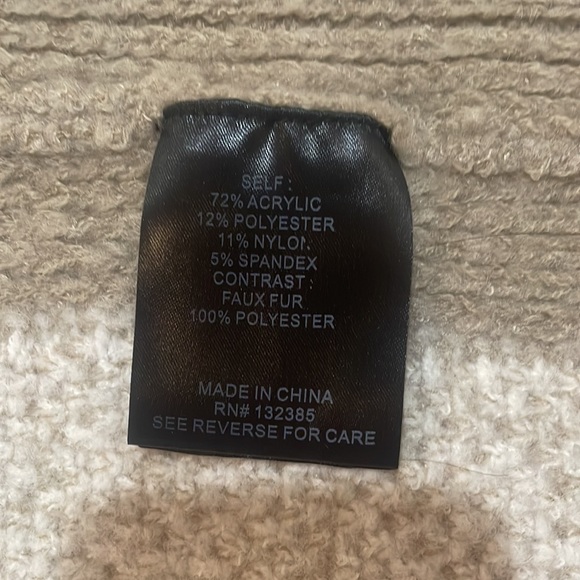 SELF :
72% ACRYLIC
12% POLYESTER
11% NYLON
5% SPANDEX
CONTRAST :
FAUX FUR
100% POLYESTER
MADE IN CHINA
RN# 132385
SEE REVERSE FOR CARE